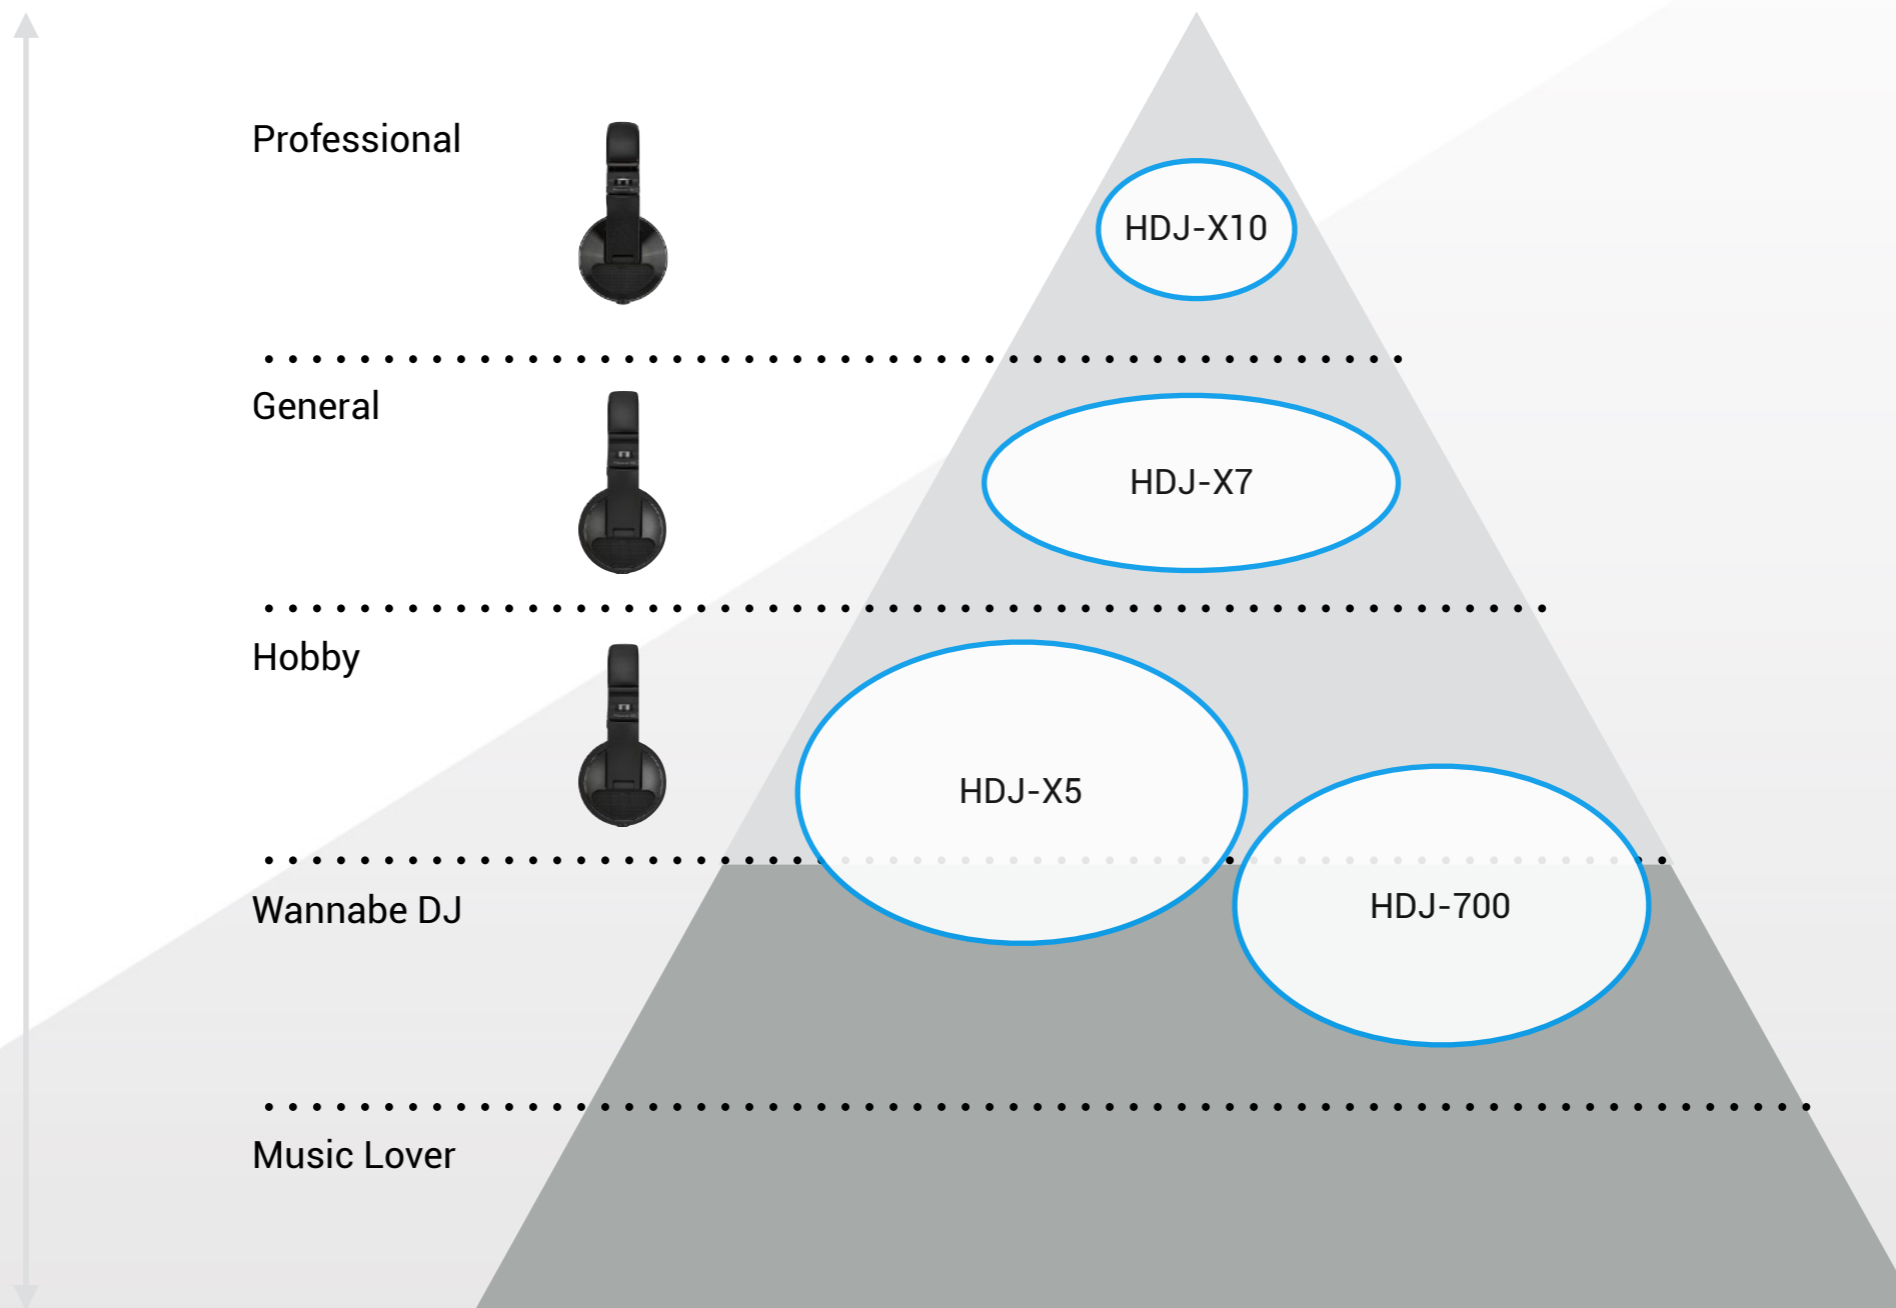 Professional
HDJ-X10
General
HDJ-X7
Hobby
HDJ-X5
HDJ-700
Wannabe DJ
Music Lover